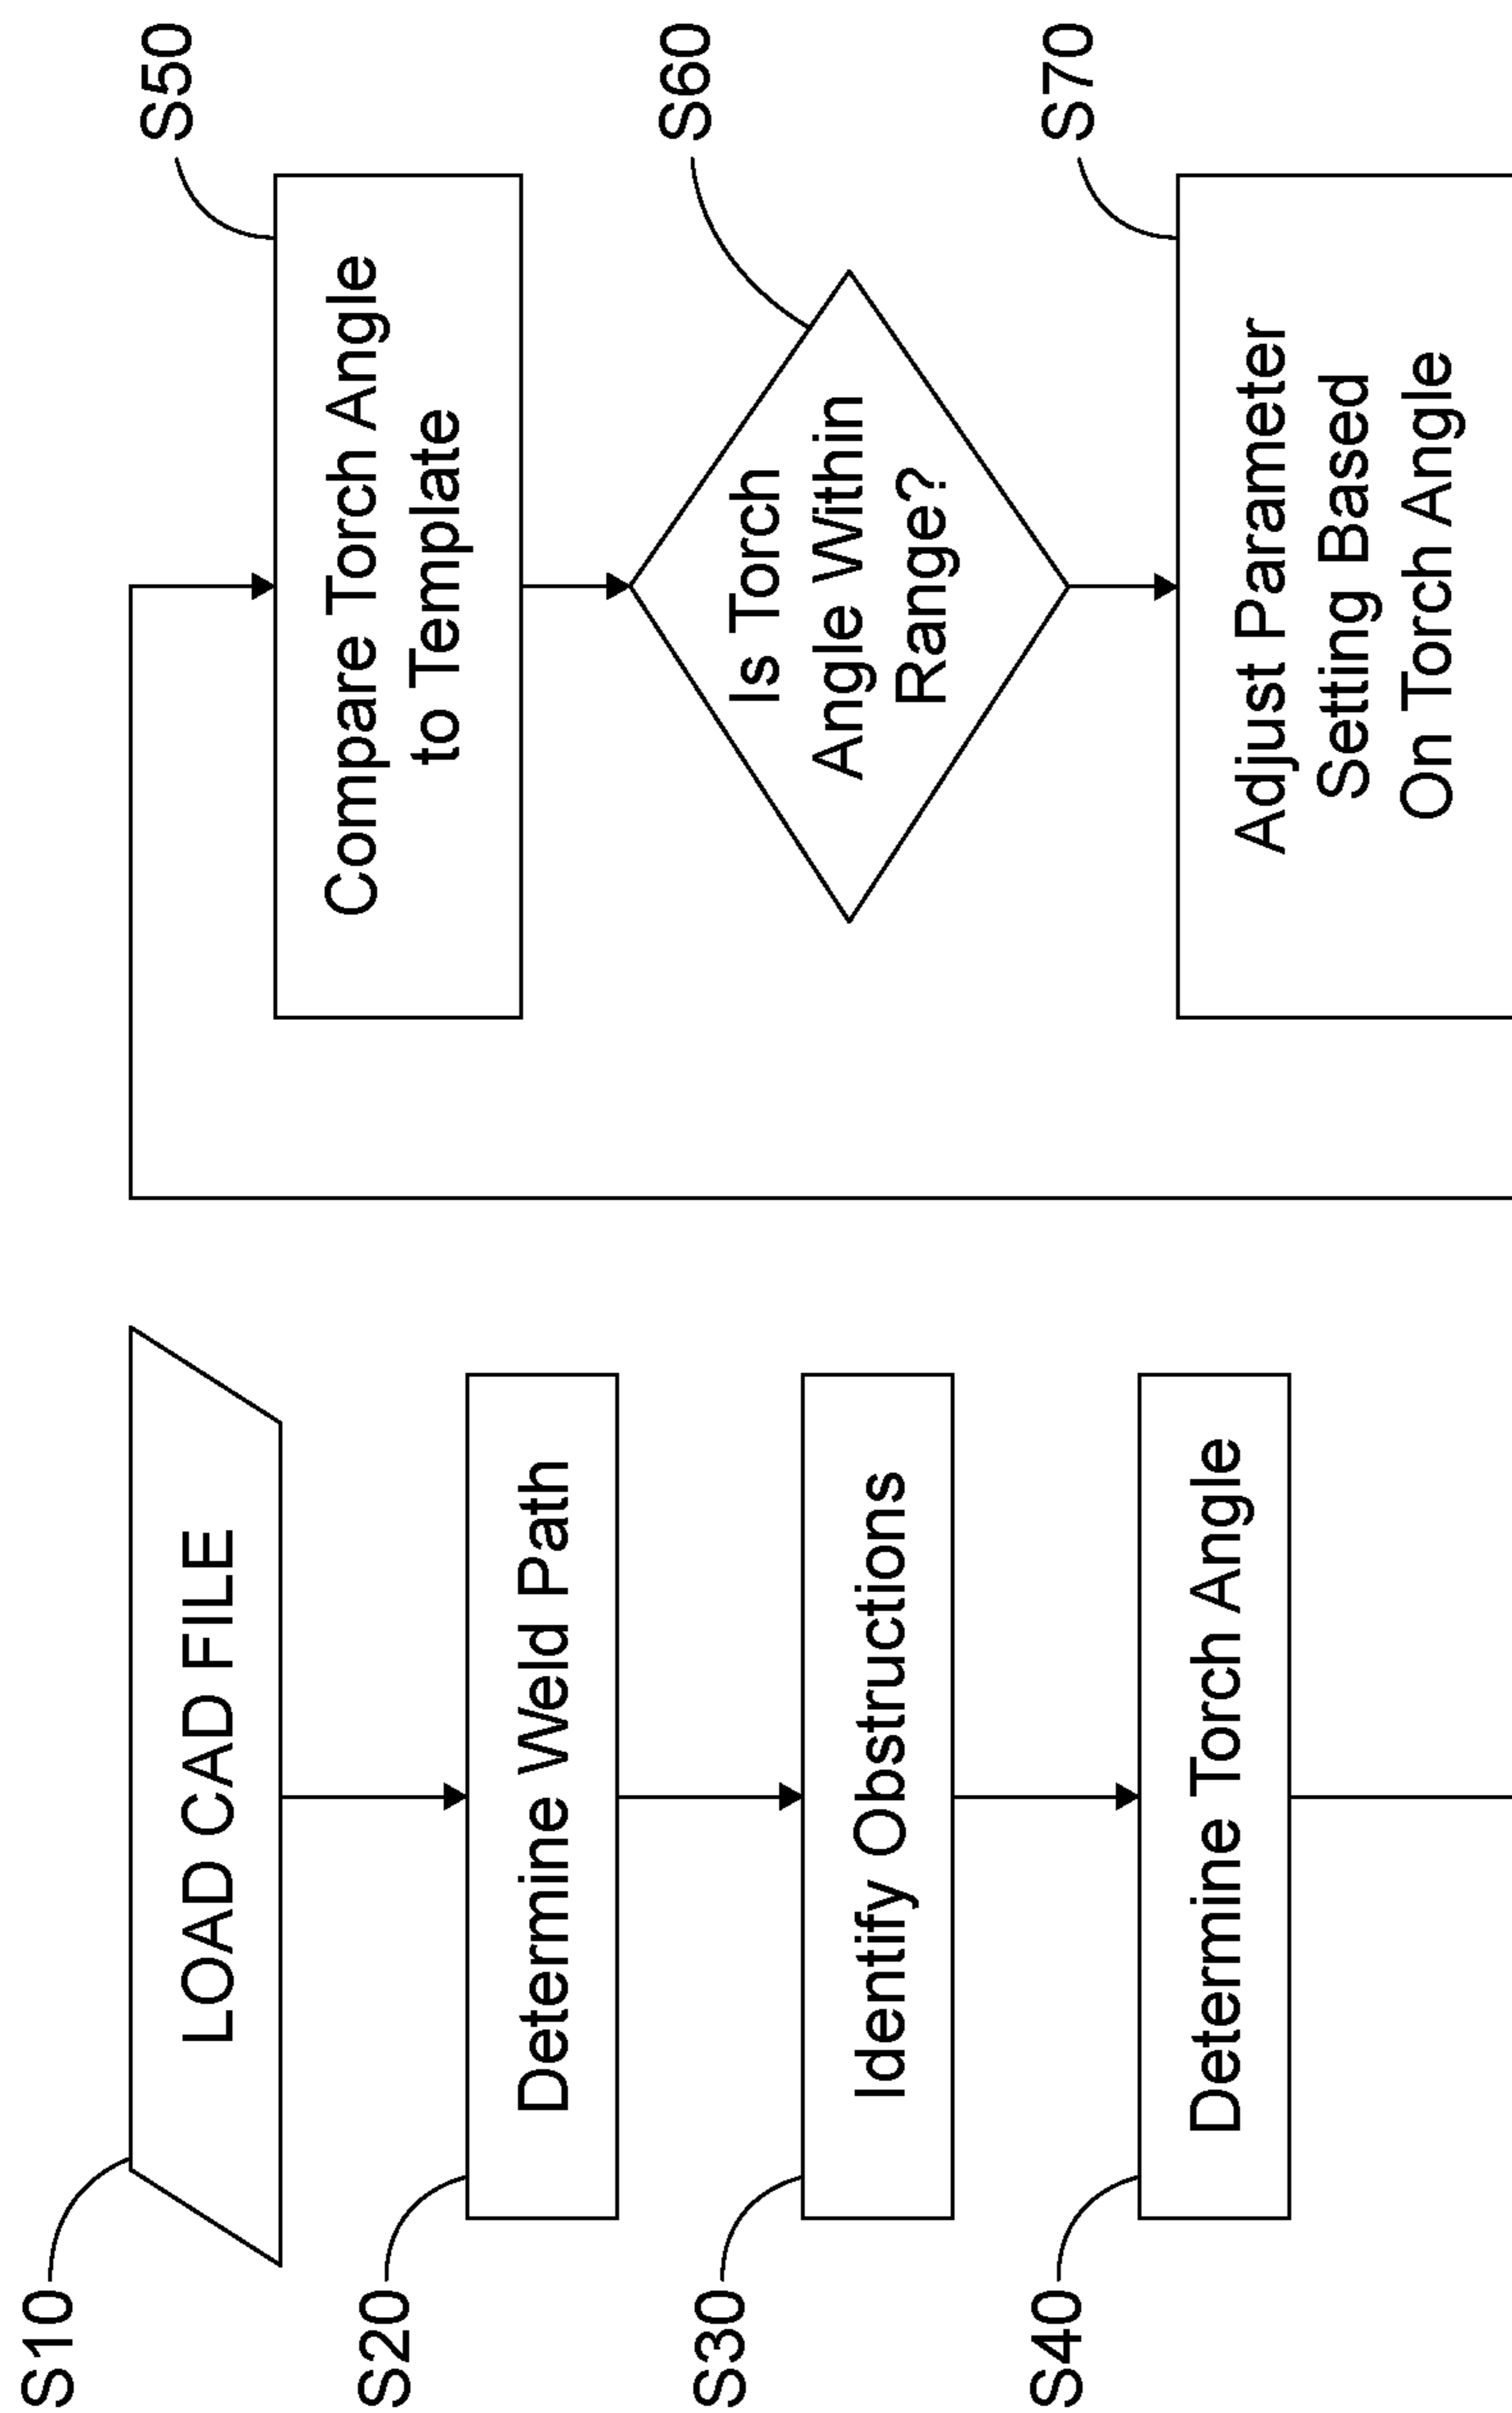 S10
LOAD CAD FILE
S20
Determine Weld Path
S30
Identify Obstructions
S40
Determine Torch Angle
S50
Compare Torch Angle
to Template
S60
Is Torch
Angle Within
Range?
S70
Adjust Parameter
Setting Based
On Torch Angle